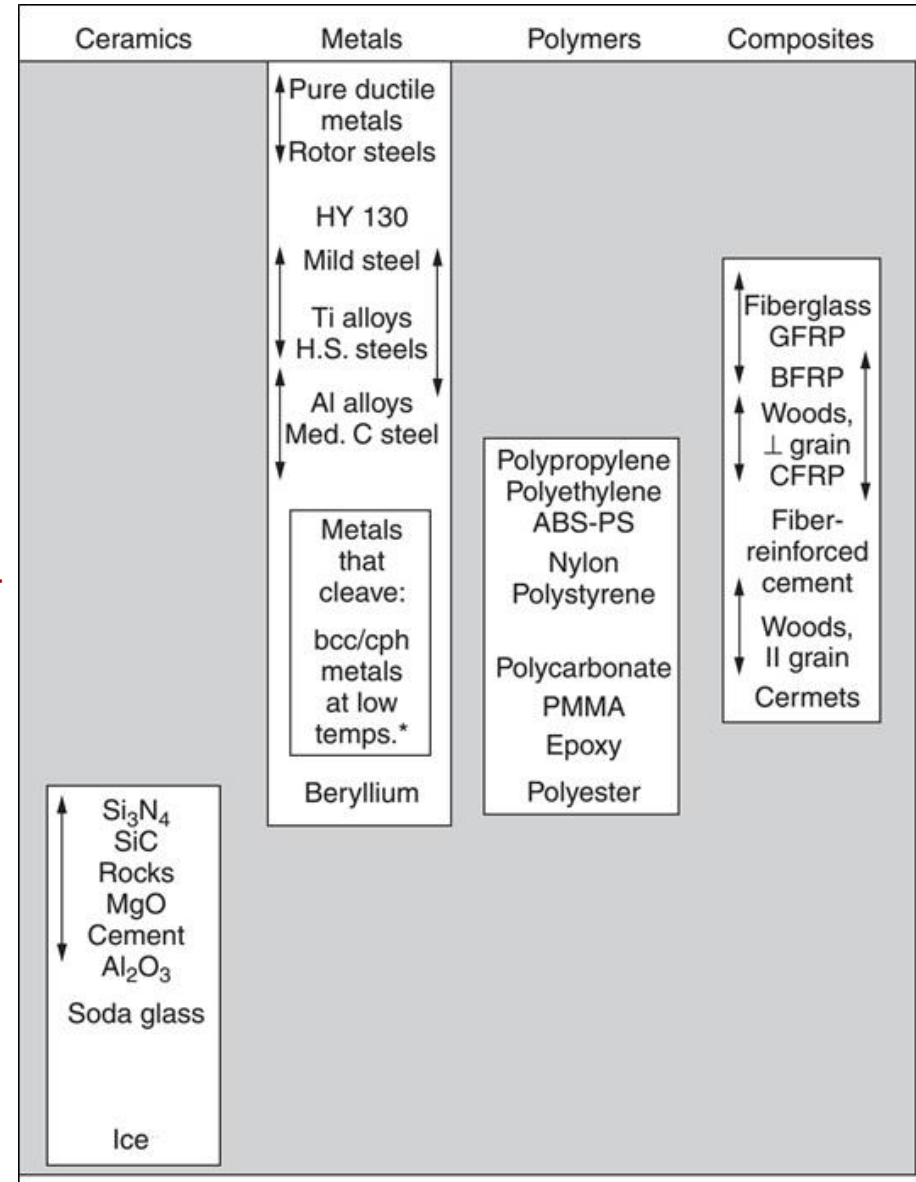 Ceramics
Metals
Polymers
Composites
Pure ductile
metals
Rotor steels
HY 130
Mild steel
Ti alloys
H.S. steels
Al alloys
Med. C steel
Metals
that
cleave:
bcc/cph
metals
at low
temps.*
Beryllium
Si₃N₄
SiC
Rocks
MgO
Cement
Al₂O₃
Soda glass
Ice
Polypropylene
Polyethylene
ABS-PS
Nylon
Polystyrene
Polycarbonate
PMMA
Epoxy
Polyester
Fiberglass
GFRP
BFRP
Woods,
⊥ grain
CFRP
Fiber-
reinforced
cement
Woods,
II grain
Cermets